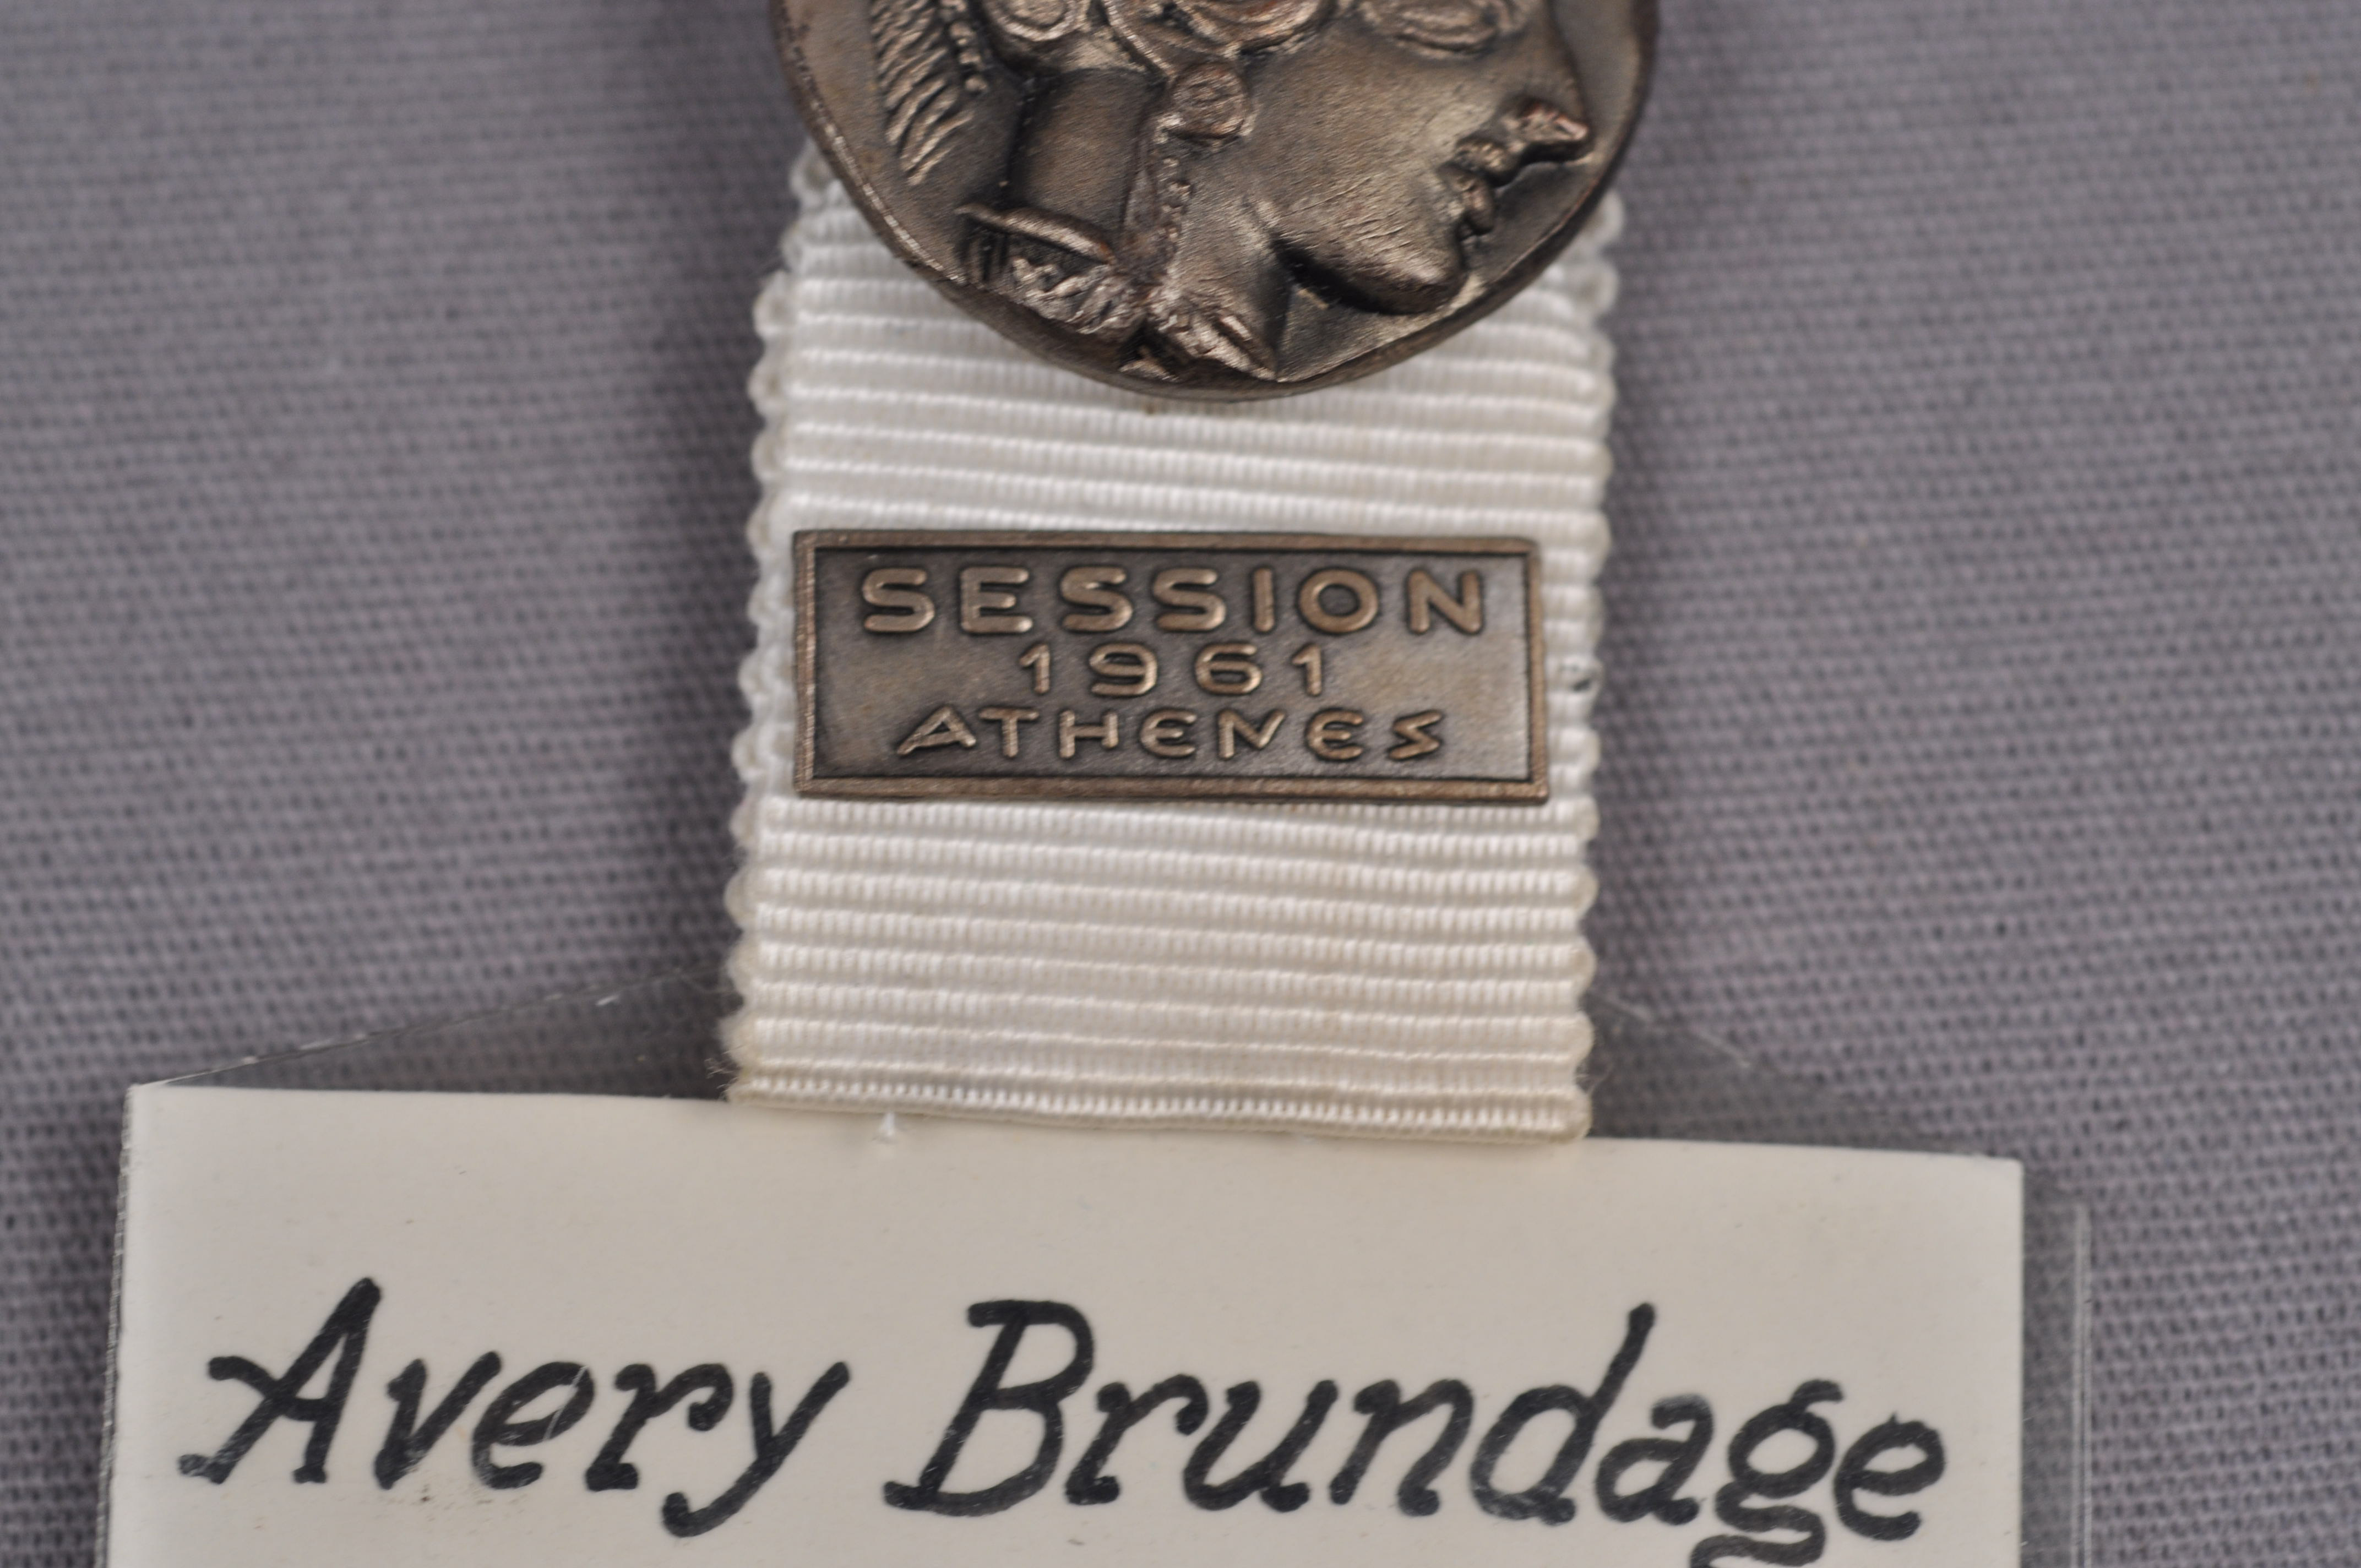 SESSION
1961
ATHENES
Avery Brundage